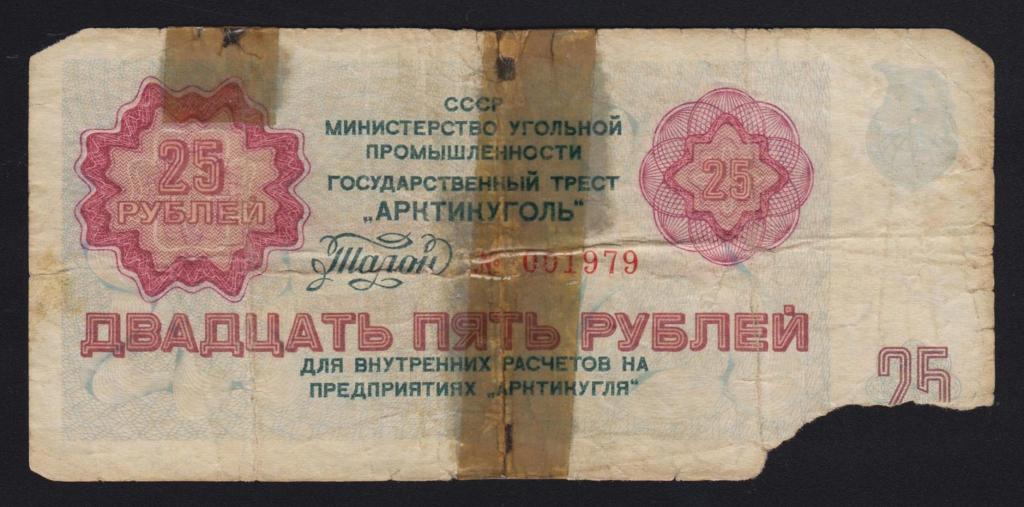 25
РУБЛЕЙ
СССР
МИНИСТЕРСТВО УГОЛЬНОЙ
ПРОМЫШЛЕННОСТИ
ГОСУДАРСТВЕННЫЙ ТРЕСТ
„АРКТИКУГОЛЬ"
Талон № 001979
25
ДВАДЦАТЬ ПЯТЬ РУБЛЕЙ
ДЛЯ ВНУТРЕННИХ РАСЧЕТОВ НА
ПРЕДПРИЯТИЯХ „АРКТИКУГЛЯ"
25